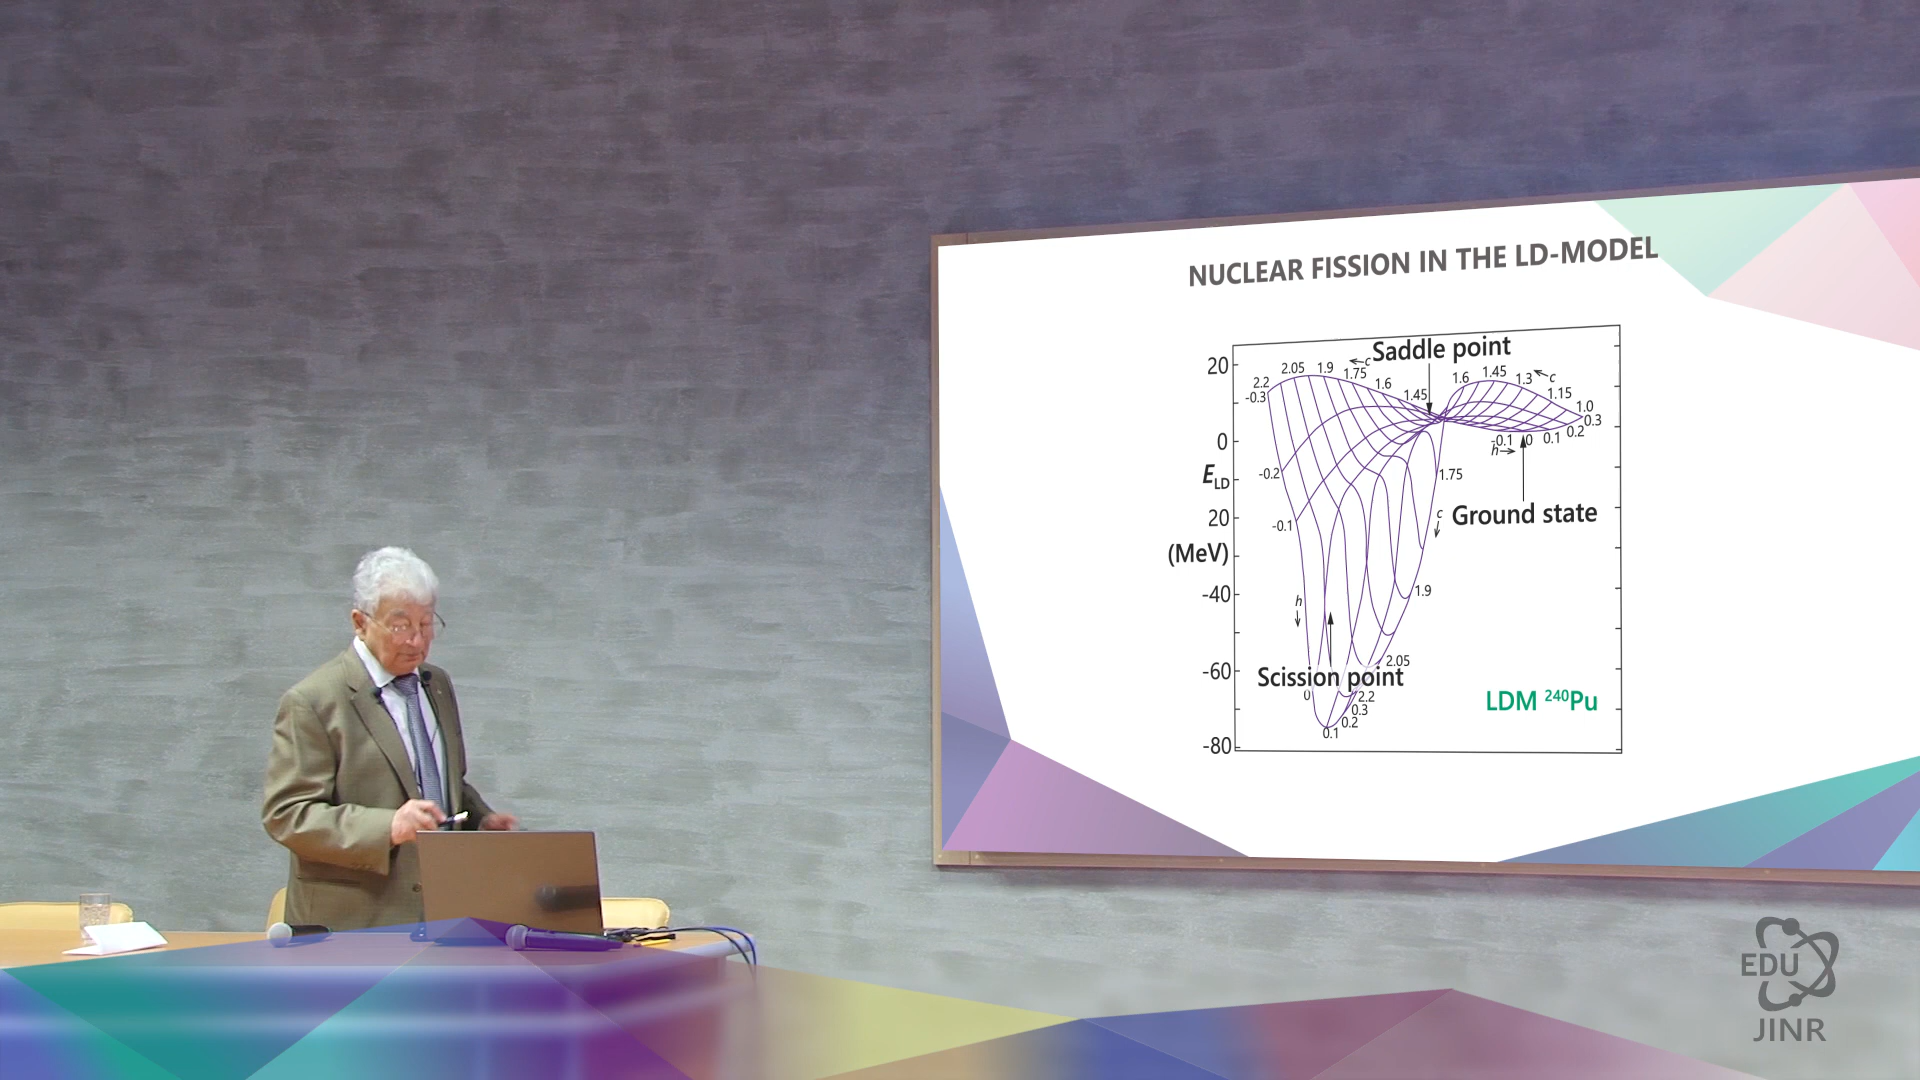 NUCLEAR FISSION IN THE LD-MODEL
Saddle point
20
0
E_LD
20
(MeV)
-40
-60
-80
2.2
2.05
1.9
←c
1.75
1.6
1.45
-0.3
-0.2
-0.1
1.6
1.45
1.3
←c
1.15
1.0
0.3
0.2
0.1
0
-0.1
h→
1.75
c
Ground state
1.9
h
2.05
Scission point
0
2.2
0.3
0.2
0.1
LDM ²⁴⁰Pu
EDU
JINR